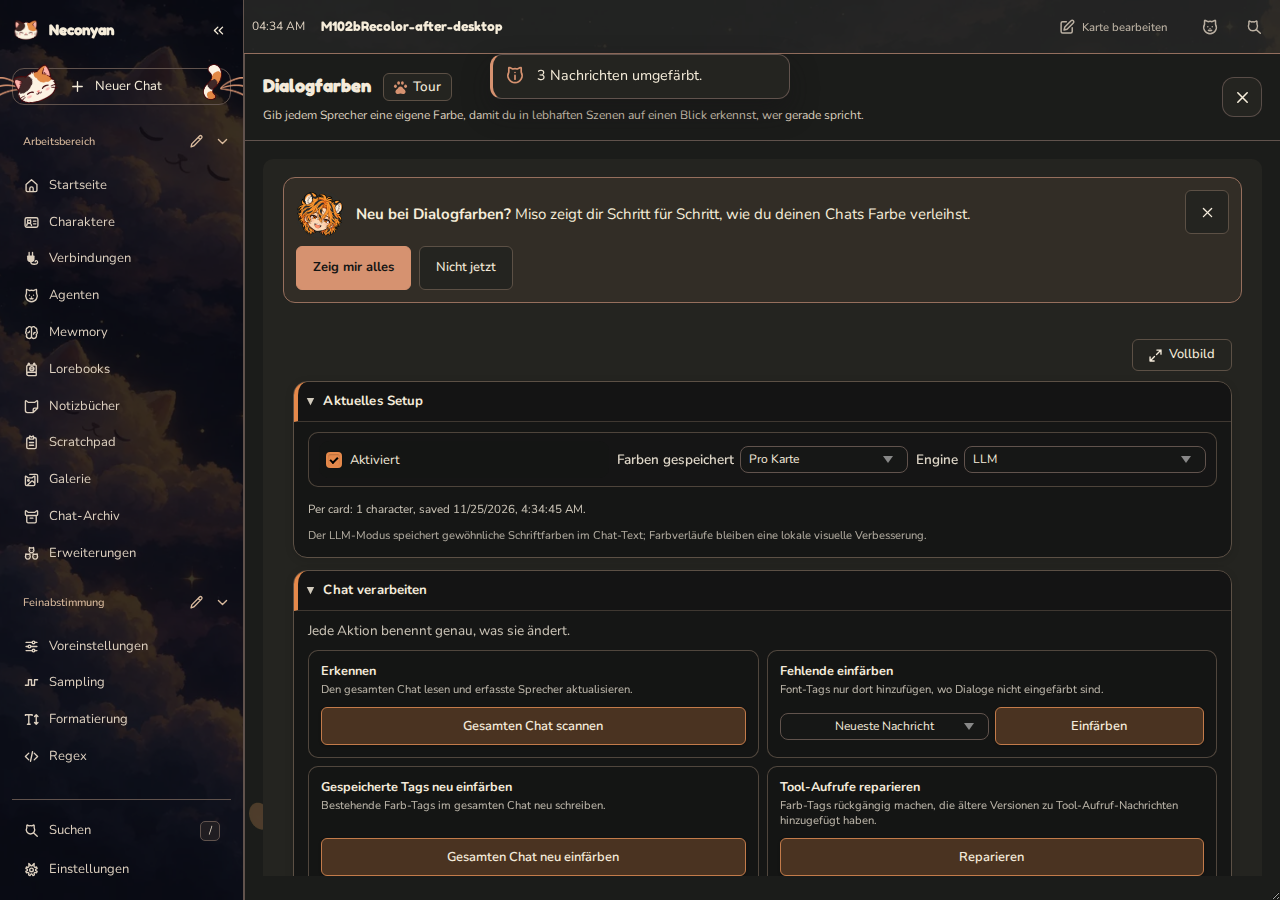 Neconyan
04:34 AM
M102bRecolor-after-desktop
Karte bearbeiten
Neuer Chat
Arbeitsbereich
Startseite
Charaktere
Verbindungen
Agenten
Mewmory
Lorebooks
Notizbücher
Scratchpad
Galerie
Chat-Archiv
Erweiterungen
Feinabstimmung
Voreinstellungen
Sampling
Formatierung
Regex
Suchen /
Einstellungen
Dialogfarben
Tour
3 Nachrichten umgefärbt.
Gib jedem Sprecher eine eigene Farbe, damit du in lebhaften Szenen auf einen Blick erkennst, wer gerade spricht.
Neu bei Dialogfarben? Miso zeigt dir Schritt für Schritt, wie du deinen Chats Farbe verleihst.
Zeig mir alles
Nicht jetzt
Vollbild
Aktuelles Setup
Aktiviert
Farben gespeichert
Pro Karte
Engine
LLM
Per card: 1 character, saved 11/25/2026, 4:34:45 AM.
Der LLM-Modus speichert gewöhnliche Schriftfarben im Chat-Text; Farbverläufe bleiben eine lokale visuelle Verbesserung.
Chat verarbeiten
Jede Aktion benennt genau, was sie ändert.
Erkennen
Den gesamten Chat lesen und erfasste Sprecher aktualisieren.
Gesamten Chat scannen
Fehlende einfärben
Font-Tags nur dort hinzufügen, wo Dialoge nicht eingefärbt sind.
Neueste Nachricht
Einfärben
Gespeicherte Tags neu einfärben
Bestehende Farb-Tags im gesamten Chat neu schreiben.
Gesamten Chat neu einfärben
Tool-Aufrufe reparieren
Farb-Tags rückgängig machen, die ältere Versionen zu Tool-Aufruf-Nachrichten
hinzugefügt haben.
Reparieren